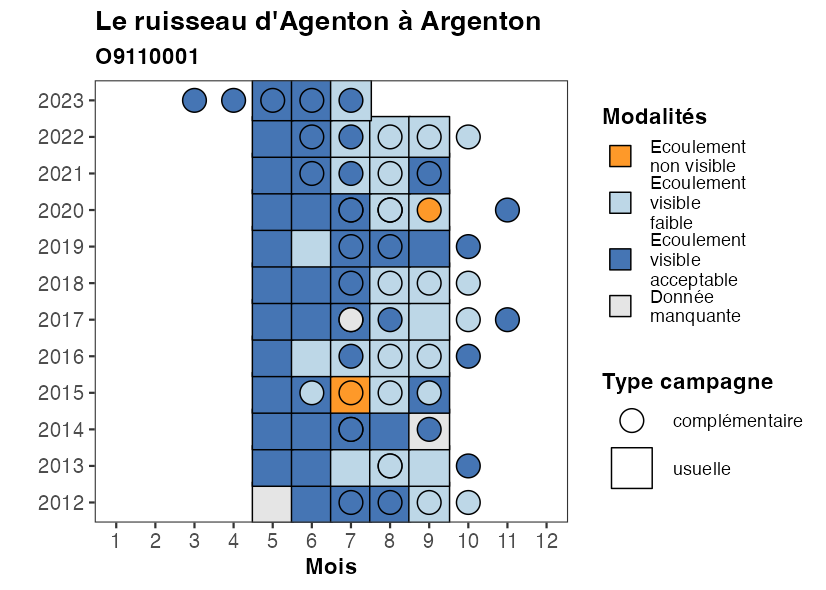 Le ruisseau d'Agenton à Argenton
O9110001
2023
2022
2021
2020
2019
2018
2017
2016
2015
2014
2013
2012
1 2 3 4 5 6 7 8 9 10 11 12
Mois
Modalités
Ecoulement
non visible
Ecoulement
visible
faible
Ecoulement
visible
acceptable
Donnée
manquante
Type campagne
complémentaire
usuelle